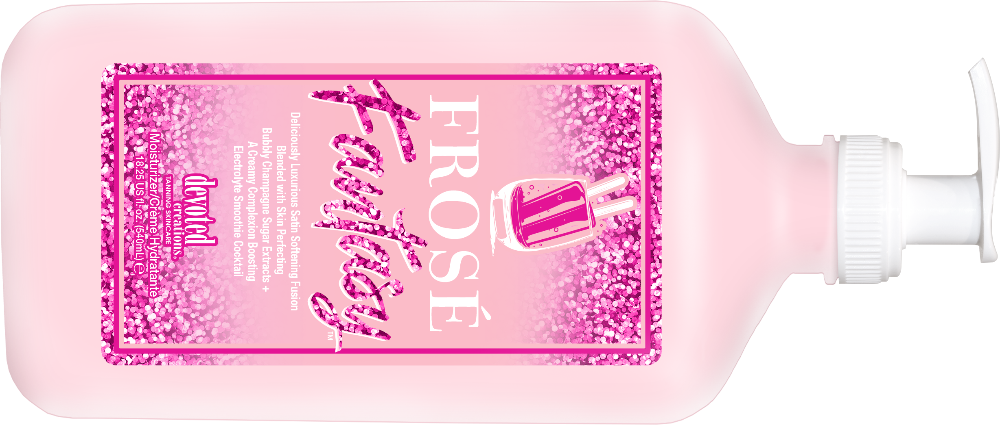 FROSÉ
Fantasy™
Deliciously Luxurious Satin Softening Fusion
Blended with Skin Perfecting
Bubbly Champagne Sugar Extracts +
A Creamy Complexion Boosting
Electrolyte Smoothie Cocktail
devoted
creations®
TANNING SKINCARE
Moisturizer/Crème Hydratante
18.25 US fl. oz. (540mL) ℮